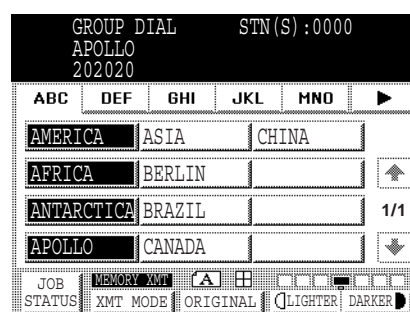 GROUP DIAL STN(S):0000
APOLLO
202020
ABC DEF GHI JKL MNO
AMERICA ASIA CHINA
AFRICA BERLIN
ANTARCTICA BRAZIL 1/1
APOLLO CANADA
JOB STATUS MEMORY XMT A
XMT MODE ORIGINAL LIGHTER DARKER